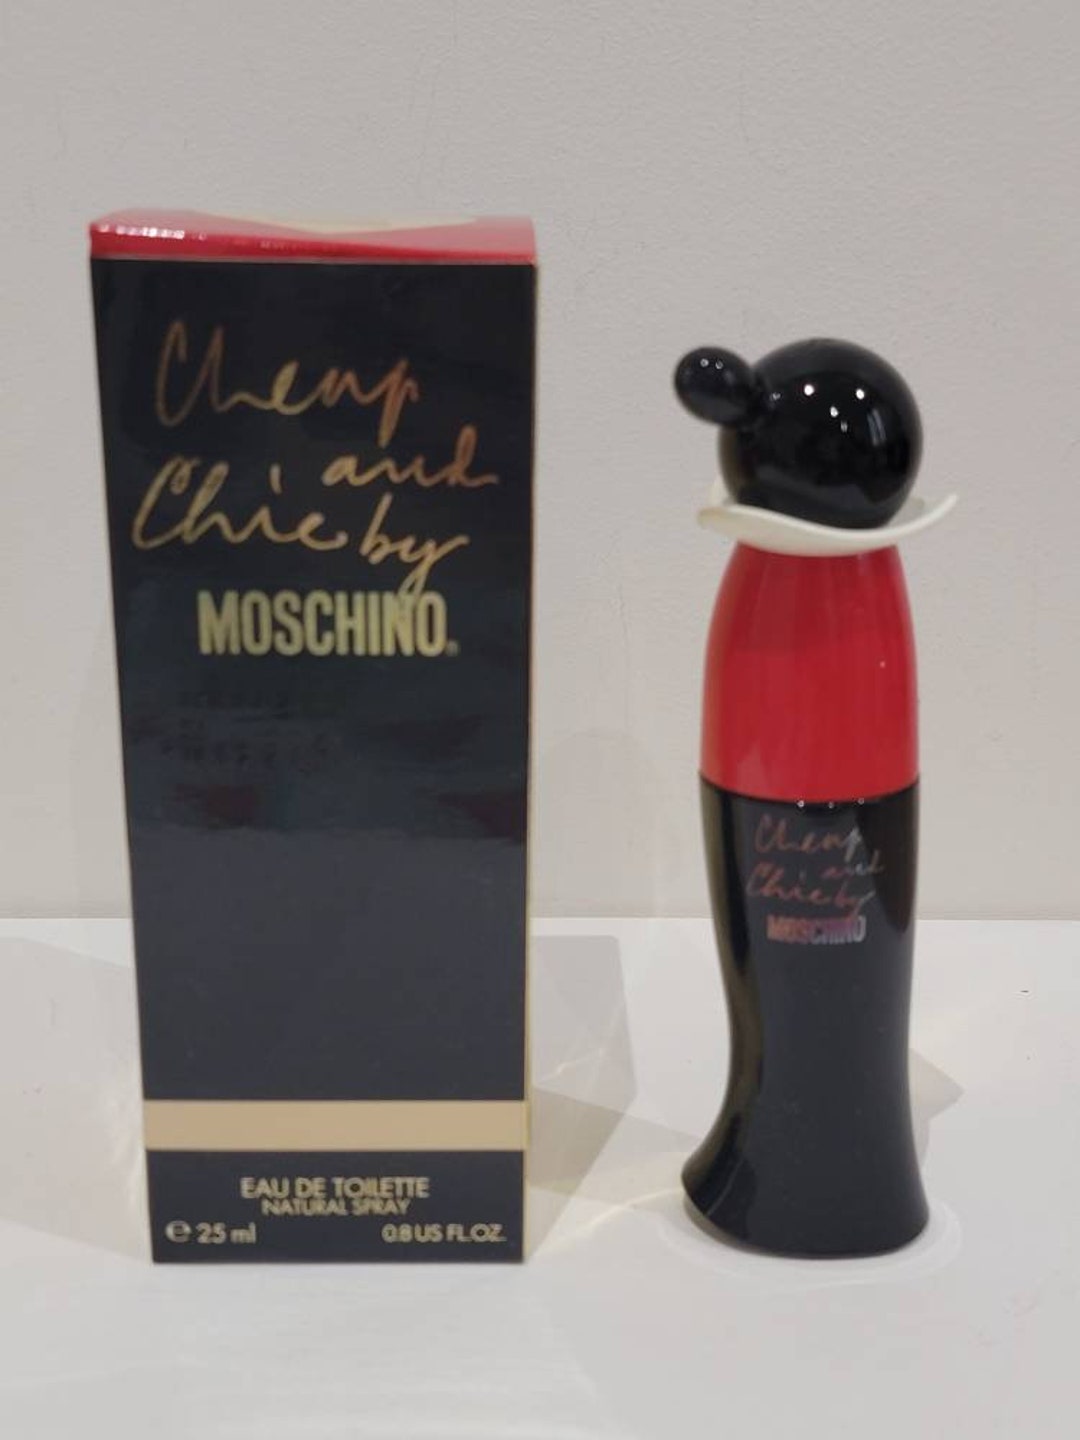 Cheap
and
Chic by
MOSCHINO.
EAU DE TOILETTE
NATURAL SPRAY
℮ 25 ml 0.8 US FL.OZ.
Cheap
and
Chic by
MOSCHINO